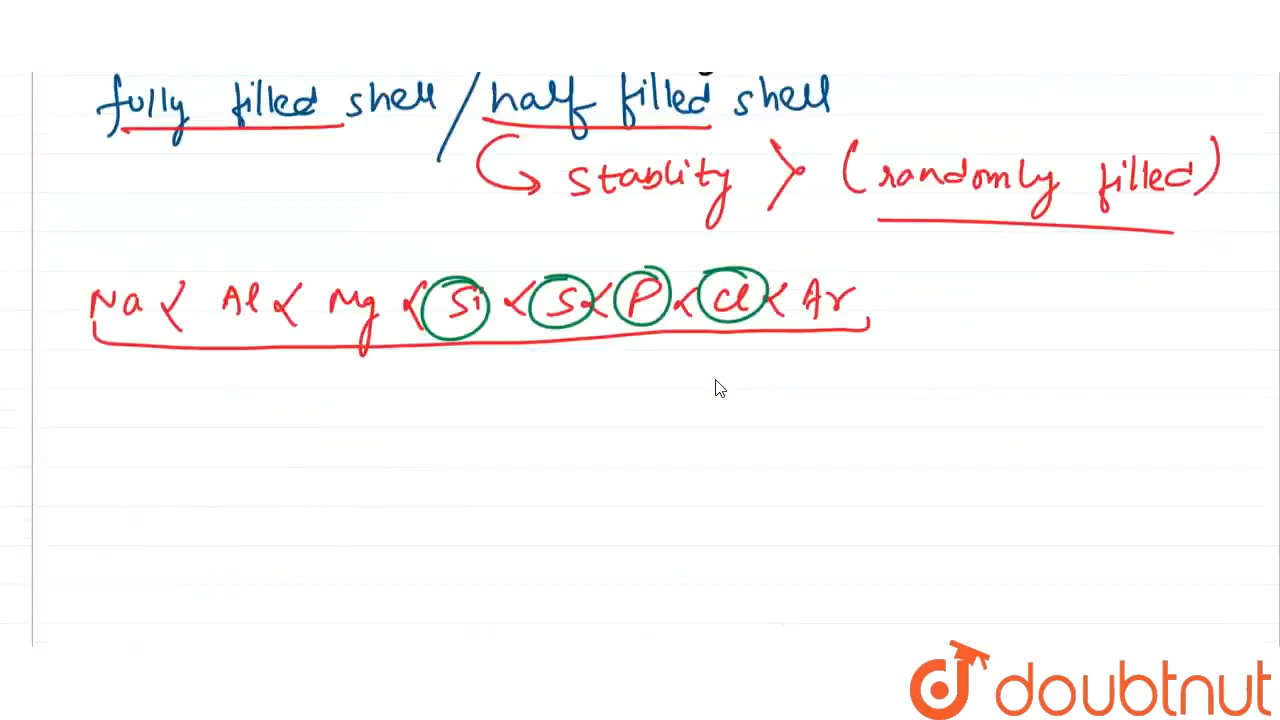 fully filled shell / half filled shell
stablity > (randomly filled)
Na < Al < Mg < Si < S < P < Cl < Ar
doubtnut